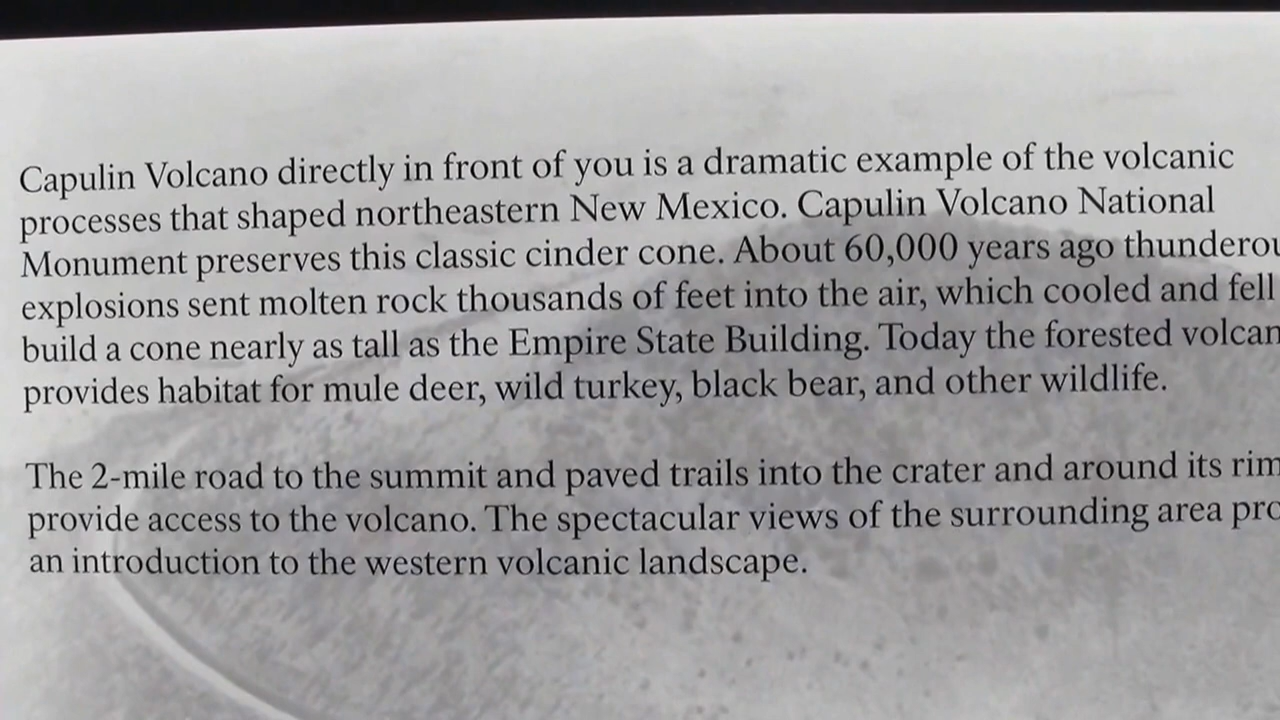 Capulin Volcano directly in front of you is a dramatic example of the volcanic
processes that shaped northeastern New Mexico. Capulin Volcano National
Monument preserves this classic cinder cone. About 60,000 years ago thunderou
explosions sent molten rock thousands of feet into the air, which cooled and fell
build a cone nearly as tall as the Empire State Building. Today the forested volcan
provides habitat for mule deer, wild turkey, black bear, and other wildlife.
The 2-mile road to the summit and paved trails into the crater and around its rim
provide access to the volcano. The spectacular views of the surrounding area pro
an introduction to the western volcanic landscape.